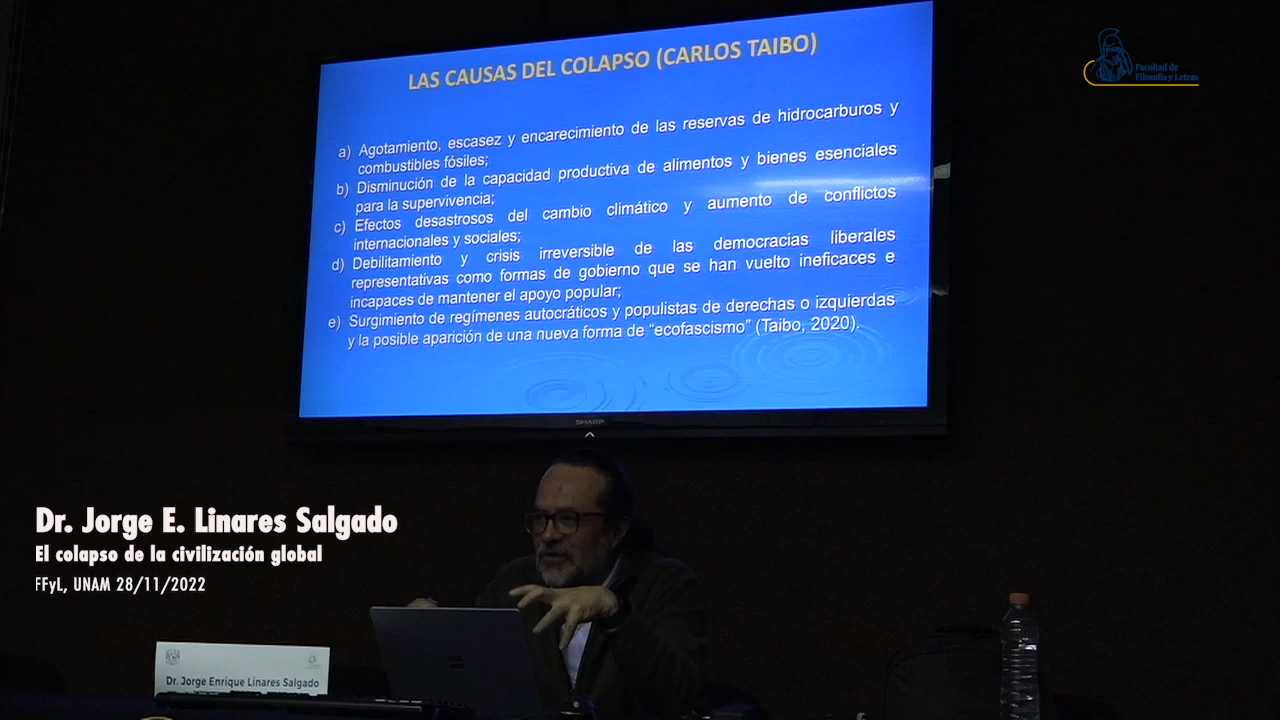 LAS CAUSAS DEL COLAPSO (CARLOS TAIBO)
a) Agotamiento, escasez y encarecimiento de las reservas de hidrocarburos y
combustibles fósiles;
b) Disminución de la capacidad productiva de alimentos y bienes esenciales
para la supervivencia;
c) Efectos desastrosos del cambio climático y aumento de conflictos
internacionales y sociales;
d) Debilitamiento y crisis irreversible de las democracias liberales
representativas como formas de gobierno que se han vuelto ineficaces e
incapaces de mantener el apoyo popular;
e) Surgimiento de regímenes autocráticos y populistas de derechas o izquierdas
y la posible aparición de una nueva forma de “ecofascismo” (Taibo, 2020).
Facultad de
Filosofía y Letras
SHARP
Dr. Jorge E. Linares Salgado
El colapso de la civilización global
FFyL, UNAM 28/11/2022
Dr. Jorge Enrique Linares Salgado